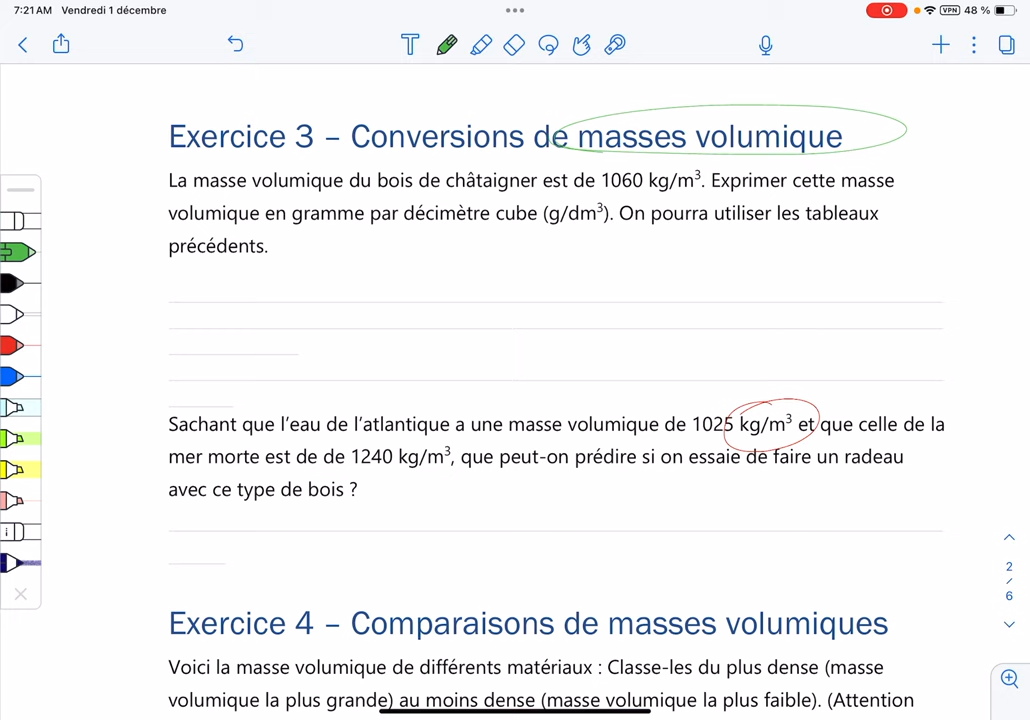 7:21 AM Vendredi 1 décembre
VPN 48 %
Exercice 3 – Conversions de masses volumique
La masse volumique du bois de châtaigner est de 1060 kg/m³. Exprimer cette masse
volumique en gramme par décimètre cube (g/dm³). On pourra utiliser les tableaux
précédents.
Sachant que l’eau de l’atlantique a une masse volumique de 1025 kg/m³ et que celle de la
mer morte est de de 1240 kg/m³, que peut-on prédire si on essaie de faire un radeau
avec ce type de bois ?
2
/
6
Exercice 4 – Comparaisons de masses volumiques
Voici la masse volumique de différents matériaux : Classe-les du plus dense (masse
volumique la plus grande) au moins dense (masse volumique la plus faible). (Attention